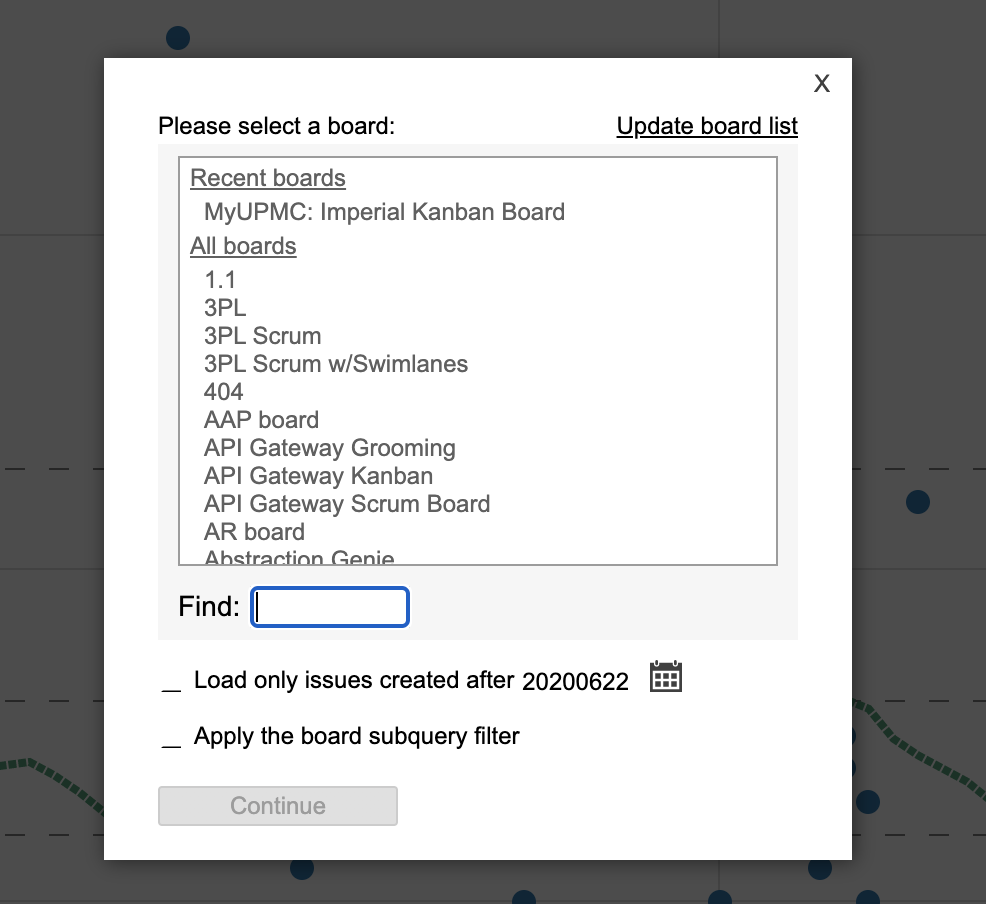 X
Please select a board: Update board list
Recent boards
MyUPMC: Imperial Kanban Board
All boards
1.1
3PL
3PL Scrum
3PL Scrum w/Swimlanes
404
AAP board
API Gateway Grooming
API Gateway Kanban
API Gateway Scrum Board
AR board
Abstraction Genie
Find:
Load only issues created after 20200622
Apply the board subquery filter
Continue